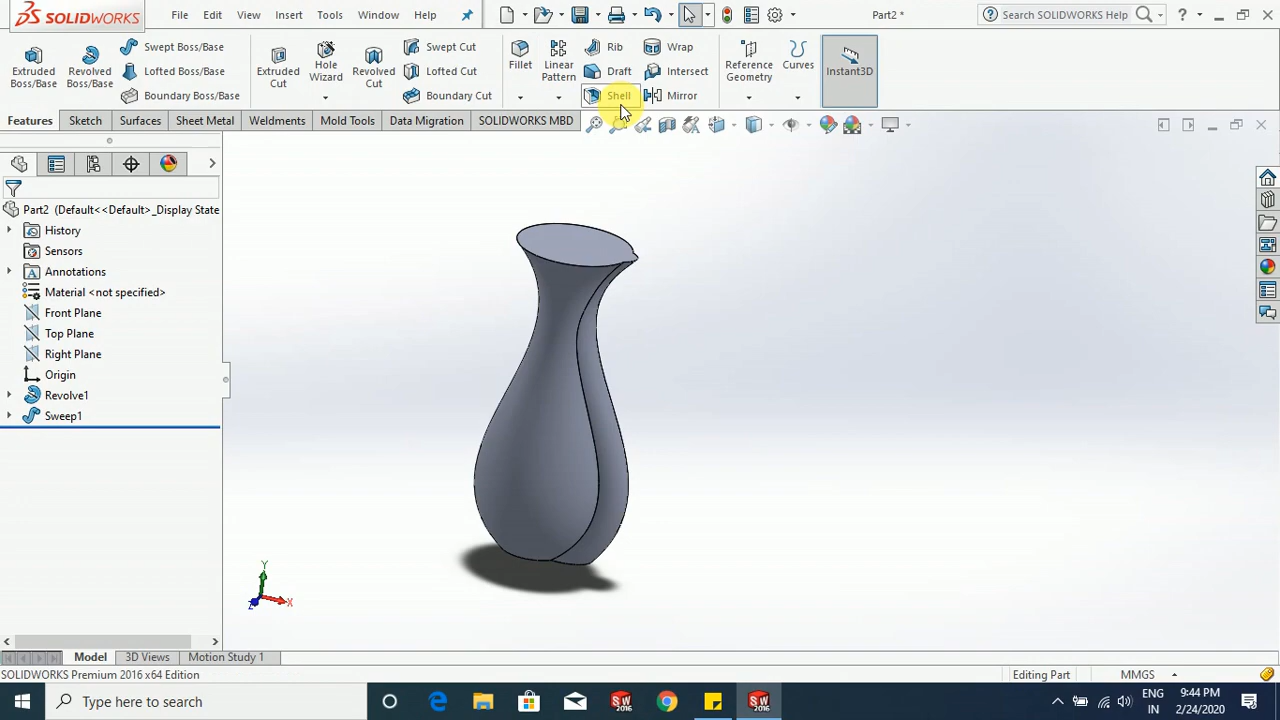 SOLIDWORKS File Edit View Insert Tools Window Help Part2 * Search SOLIDWORKS Help ?
Extruded Boss/Base Revolved Boss/Base Swept Boss/Base Lofted Boss/Base Boundary Boss/Base Extruded Cut Hole Wizard Revolved Cut Swept Cut Lofted Cut Boundary Cut Fillet Linear Pattern Rib Draft Shell Wrap Intersect Mirror Reference Geometry Curves Instant3D
Features Sketch Surfaces Sheet Metal Weldments Mold Tools Data Migration SOLIDWORKS MBD
Part2 (Default<<Default>_Display State
History
Sensors
Annotations
Material <not specified>
Front Plane
Top Plane
Right Plane
Origin
Revolve1
Sweep1
Y
Z X
Model 3D Views Motion Study 1
SOLIDWORKS Premium 2016 x64 Edition Editing Part MMGS
Type here to search ENG 9:44 PM
IN 2/24/2020